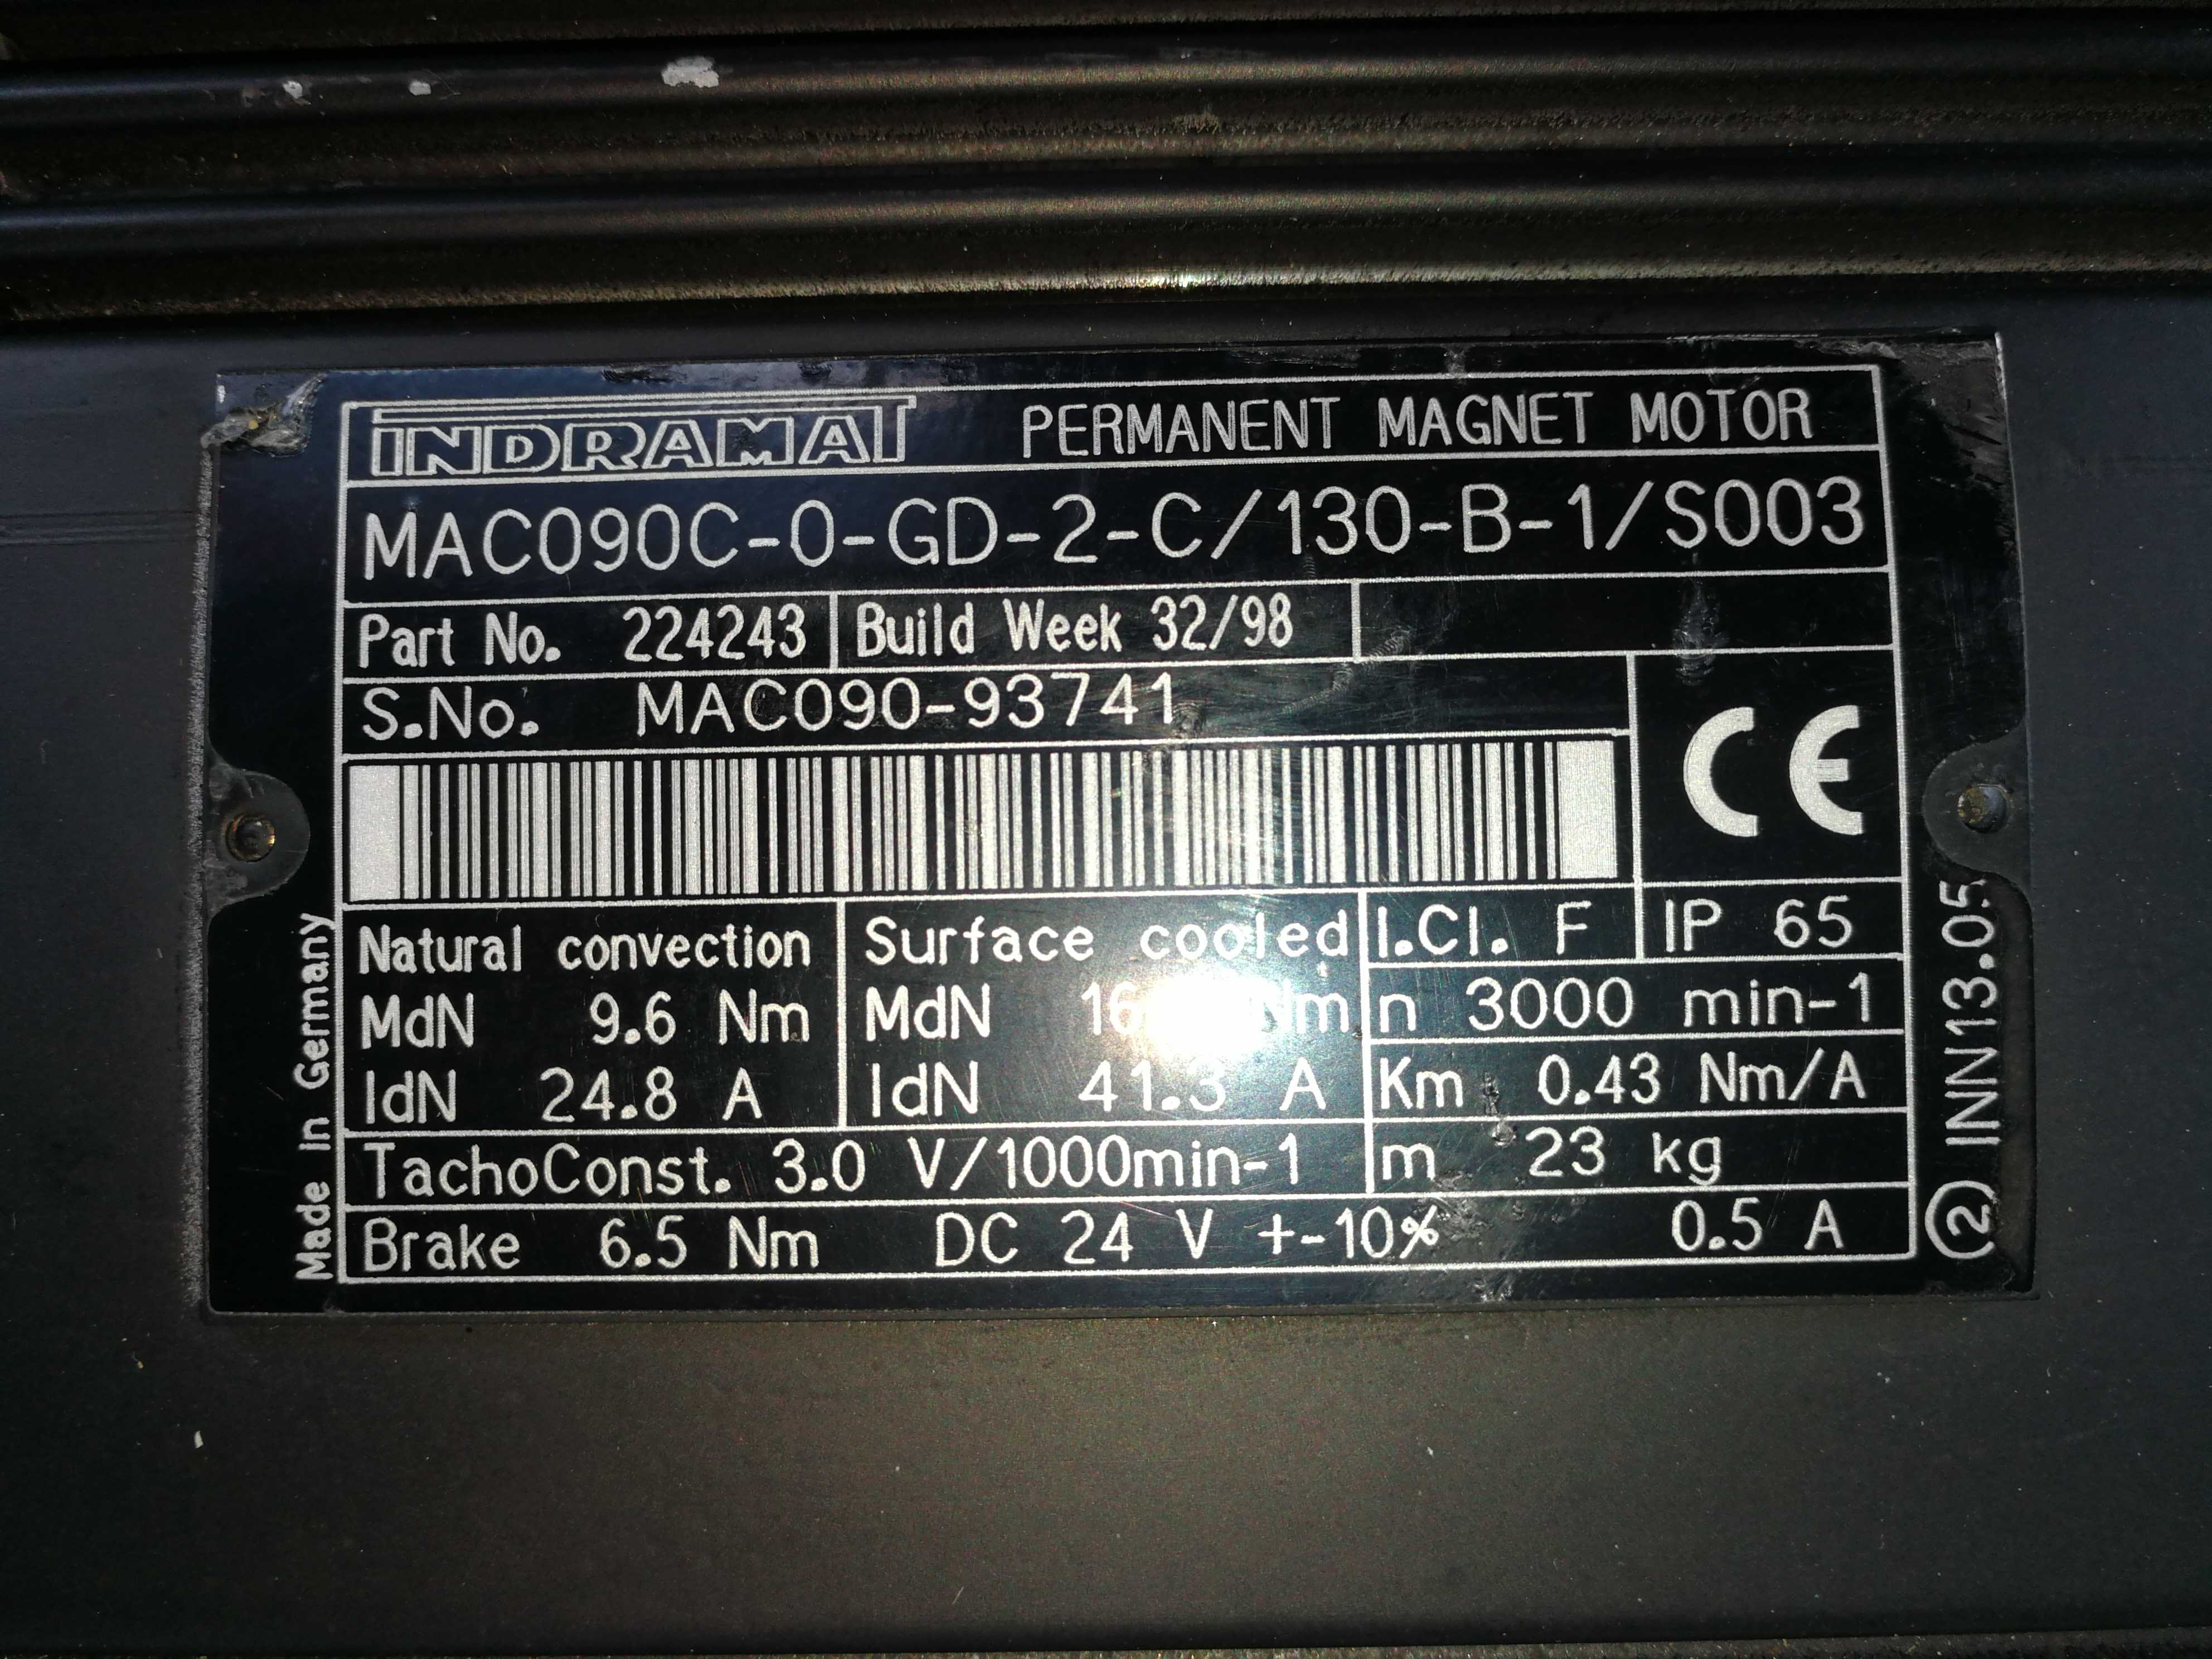 INDRAMAT PERMANENT MAGNET MOTOR
MAC090C-0-GD-2-C/130-B-1/S003
Part No. 224243 Build Week 32/98
S.No. MAC090-93741
CE
Natural convection Surface cooled I.Cl. F IP 65
MdN 9.6 Nm MdN Nm n 3000 min-1
IdN 24.8 A IdN 41.3 A Km 0.43 Nm/A
TachoConst. 3.0 V/1000min-1 m 23 kg
Brake 6.5 Nm DC 24 V +-10% 0.5 A
Made in Germany
2 INN13.05